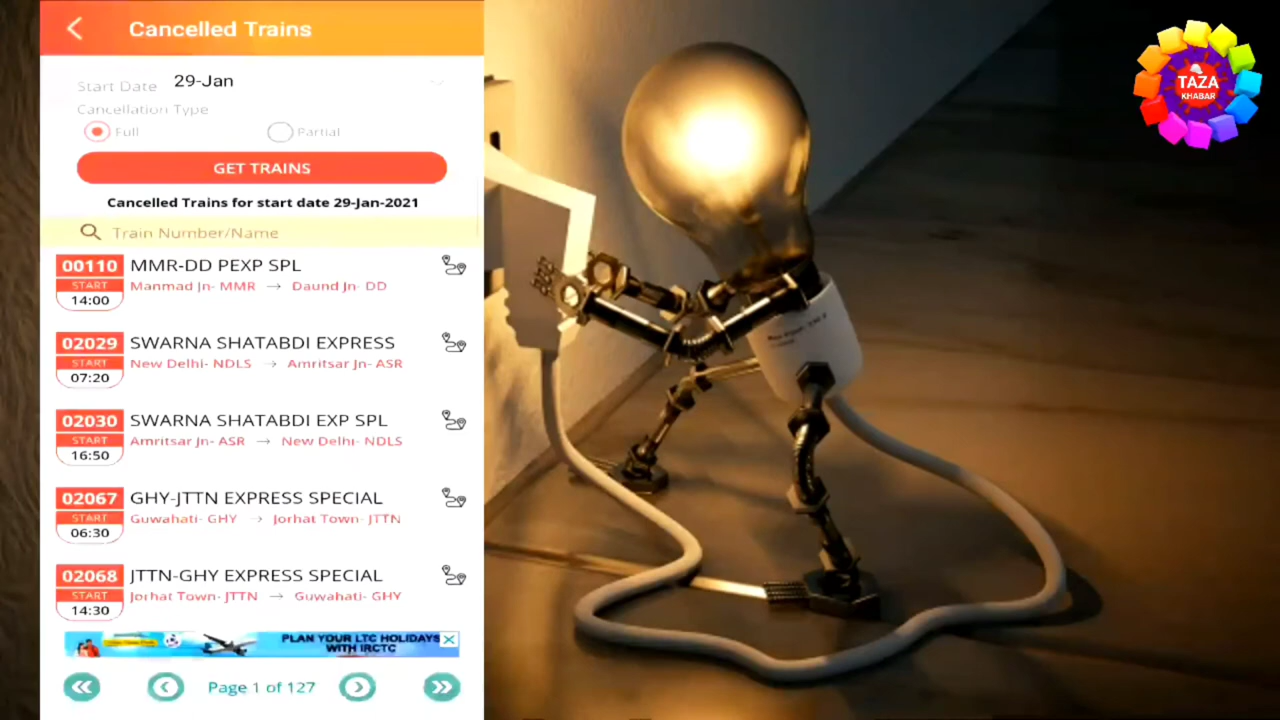 Cancelled Trains
Start Date 29-Jan
Cancellation Type
Full Partial
GET TRAINS
Cancelled Trains for start date 29-Jan-2021
Train Number/Name
00110 MMR-DD PEXP SPL
START Manmad Jn- MMR → Daund Jn- DD
14:00
02029 SWARNA SHATABDI EXPRESS
START New Delhi- NDLS → Amritsar Jn- ASR
07:20
02030 SWARNA SHATABDI EXP SPL
START Amritsar Jn- ASR → New Delhi- NDLS
16:50
02067 GHY-JTTN EXPRESS SPECIAL
START Guwahati- GHY → Jorhat Town- JTTN
06:30
02068 JTTN-GHY EXPRESS SPECIAL
START Jorhat Town- JTTN → Guwahati- GHY
14:30
PLAN YOUR LTC HOLIDAYS
WITH IRCTC
Page 1 of 127
TAZA
KHABAR